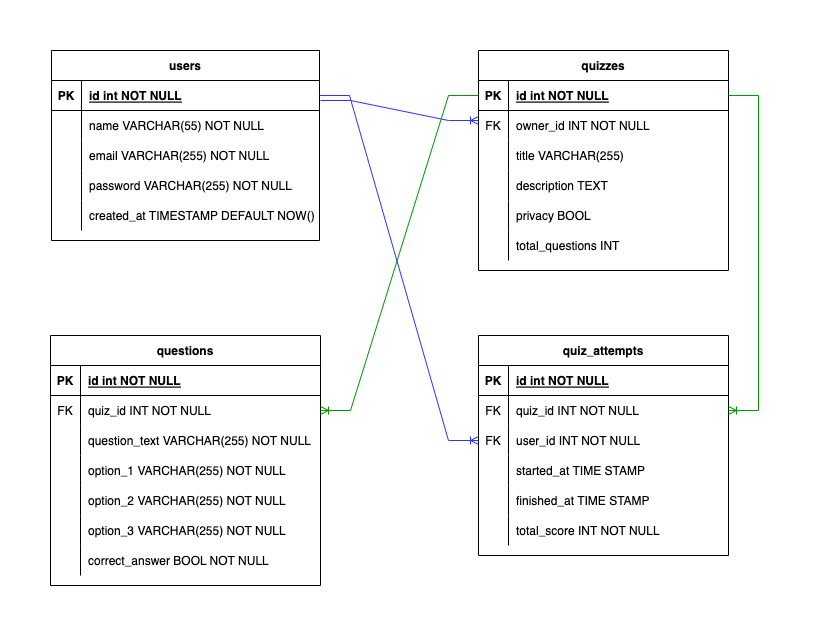 users
PK id int NOT NULL
name VARCHAR(55) NOT NULL
email VARCHAR(255) NOT NULL
password VARCHAR(255) NOT NULL
created_at TIMESTAMP DEFAULT NOW()
quizzes
PK id int NOT NULL
FK owner_id INT NOT NULL
title VARCHAR(255)
description TEXT
privacy BOOL
total_questions INT
questions
PK id int NOT NULL
FK quiz_id INT NOT NULL
question_text VARCHAR(255) NOT NULL
option_1 VARCHAR(255) NOT NULL
option_2 VARCHAR(255) NOT NULL
option_3 VARCHAR(255) NOT NULL
correct_answer BOOL NOT NULL
quiz_attempts
PK id int NOT NULL
FK quiz_id INT NOT NULL
FK user_id INT NOT NULL
started_at TIME STAMP
finished_at TIME STAMP
total_score INT NOT NULL